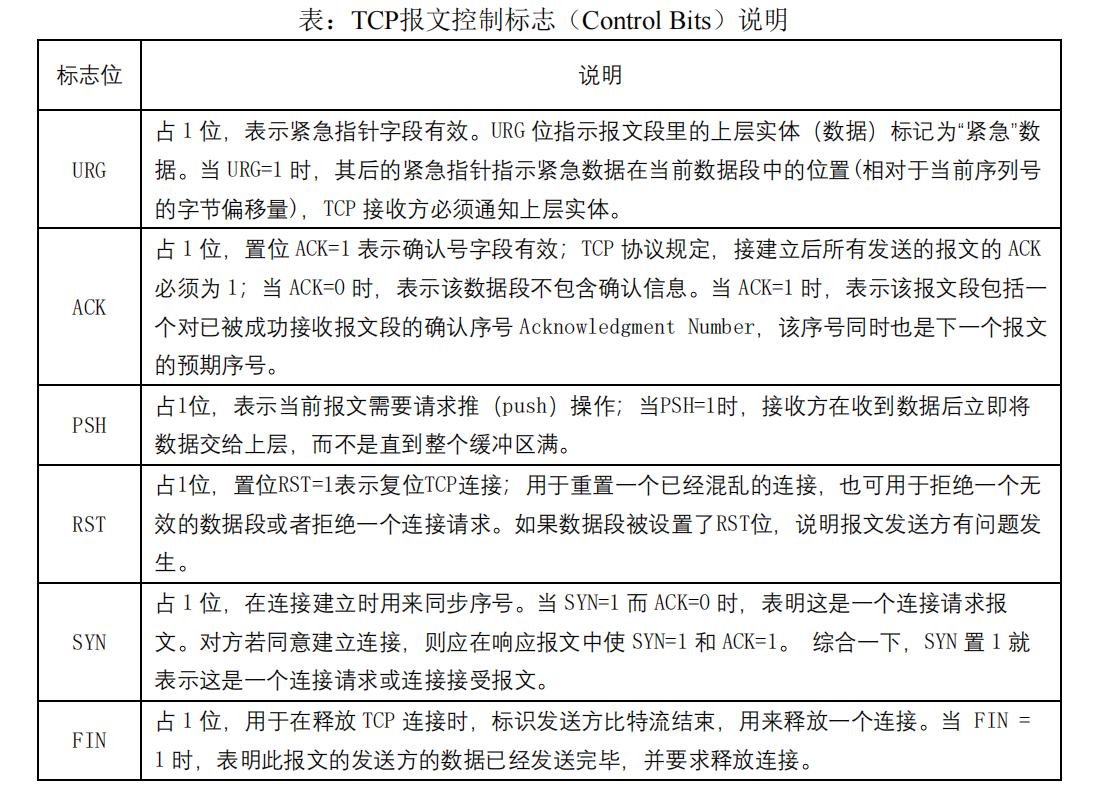 表：TCP报文控制标志（Control Bits）说明
标志位
说明
URG
占 1 位，表示紧急指针字段有效。URG 位指示报文段里的上层实体（数据）标记为“紧急”数
据。当 URG=1 时，其后的紧急指针指示紧急数据在当前数据段中的位置(相对于当前序列号
的字节偏移量)，TCP 接收方必须通知上层实体。
ACK
占 1 位，置位 ACK=1 表示确认号字段有效；TCP 协议规定，接建立后所有发送的报文的 ACK
必须为 1；当 ACK=0 时，表示该数据段不包含确认信息。当 ACK=1 时，表示该报文段包括一
个对已被成功接收报文段的确认序号 Acknowledgment Number，该序号同时也是下一个报文
的预期序号。
PSH
占1位，表示当前报文需要请求推（push）操作；当PSH=1时，接收方在收到数据后立即将
数据交给上层，而不是直到整个缓冲区满。
RST
占1位，置位RST=1表示复位TCP连接；用于重置一个已经混乱的连接，也可用于拒绝一个无
效的数据段或者拒绝一个连接请求。如果数据段被设置了RST位，说明报文发送方有问题发
生。
SYN
占 1 位，在连接建立时用来同步序号。当 SYN=1 而 ACK=0 时，表明这是一个连接请求报
文。对方若同意建立连接，则应在响应报文中使 SYN=1 和 ACK=1。 综合一下，SYN 置 1 就
表示这是一个连接请求或连接接受报文。
FIN
占 1 位，用于在释放 TCP 连接时，标识发送方比特流结束，用来释放一个连接。当 FIN =
1 时，表明此报文的发送方的数据已经发送完毕，并要求释放连接。